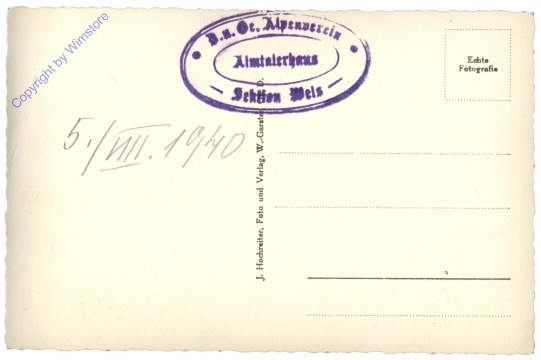 Copyright by Wimstore
D.u.Oe. Alpenverein
Almtalerhaus
Sektion Wels
Echte
Fotografie
5./VIII. 1940
J. Hochreiter, Foto und Verlag, W.-Garsten, O. D.